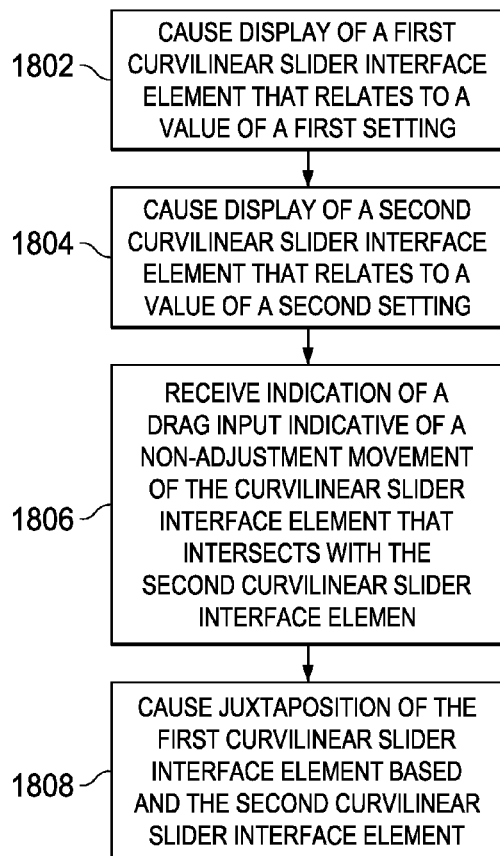 1802
CAUSE DISPLAY OF A FIRST
CURVILINEAR SLIDER INTERFACE
ELEMENT THAT RELATES TO A
VALUE OF A FIRST SETTING
1804
CAUSE DISPLAY OF A SECOND
CURVILINEAR SLIDER INTERFACE
ELEMENT THAT RELATES TO A
VALUE OF A SECOND SETTING
1806
RECEIVE INDICATION OF A
DRAG INPUT INDICATIVE OF A
NON-ADJUSTMENT MOVEMENT
OF THE CURVILINEAR SLIDER
INTERFACE ELEMENT THAT
INTERSECTS WITH THE
SECOND CURVILINEAR SLIDER
INTERFACE ELEMEN
1808
CAUSE JUXTAPOSITION OF THE
FIRST CURVILINEAR SLIDER
INTERFACE ELEMENT BASED
AND THE SECOND CURVILINEAR
SLIDER INTERFACE ELEMENT